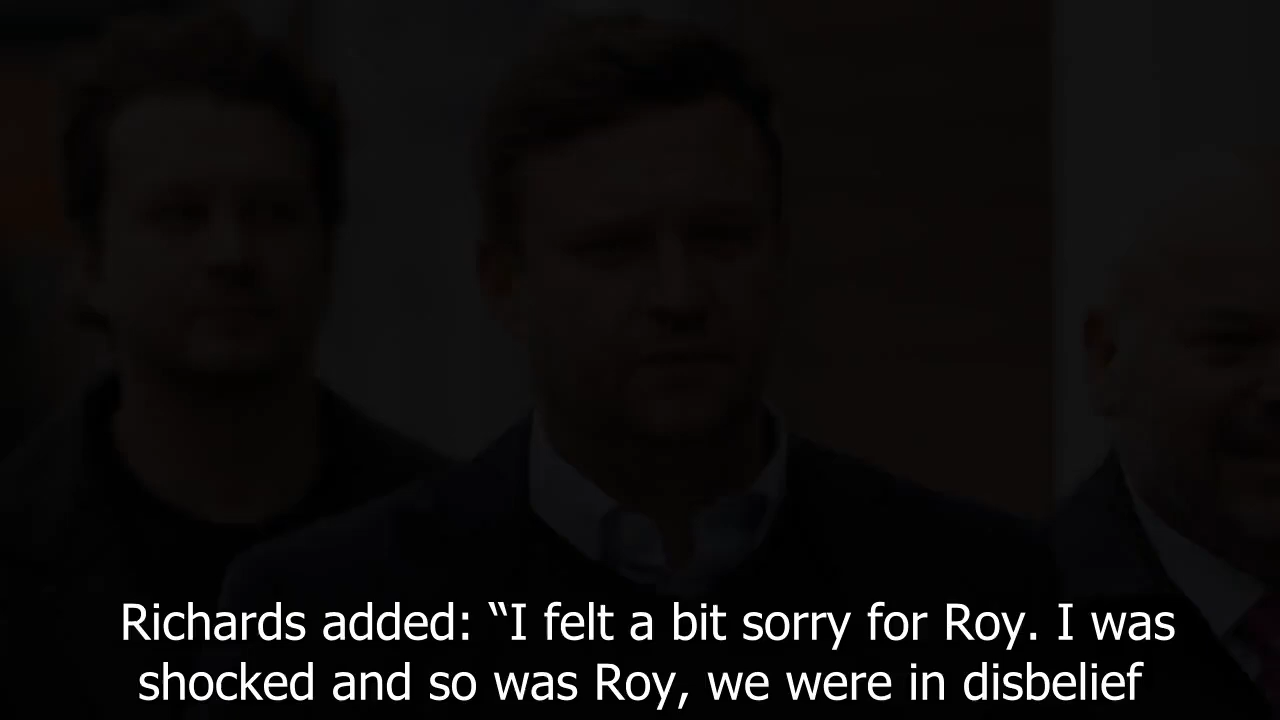 Richards added: “I felt a bit sorry for Roy. I was
shocked and so was Roy, we were in disbelief